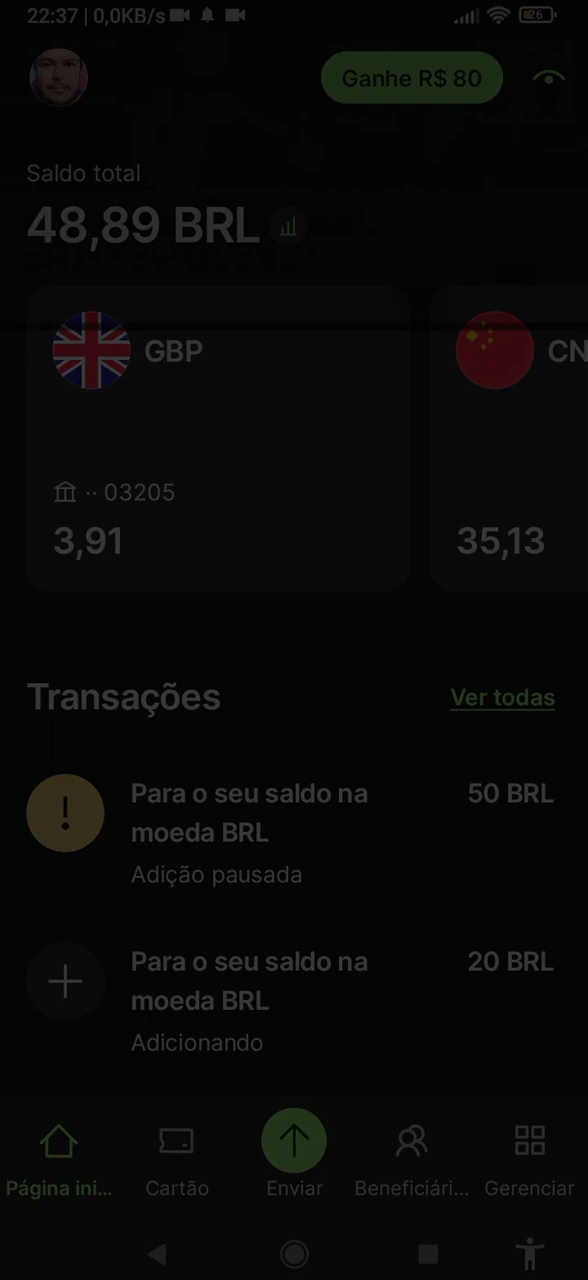 22:37 | 0,0KB/s
26
Ganhe R$ 80
Saldo total
48,89 BRL
GBP
CN
·· 03205
3,91
35,13
Transações
Ver todas
Para o seu saldo na
moeda BRL
50 BRL
Adição pausada
Para o seu saldo na
moeda BRL
20 BRL
Adicionando
Página ini...
Cartão
Enviar
Beneficiári...
Gerenciar